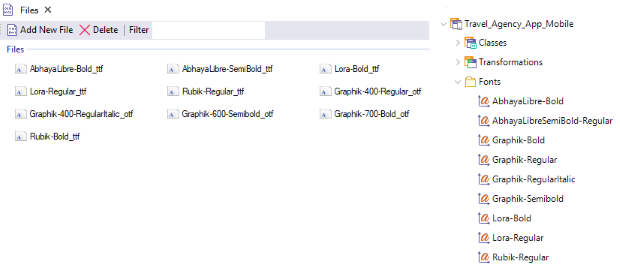 Files
Add New File Delete Filter
Files
AbhayaLibre-Bold_ttf AbhayaLibre-SemiBold_ttf Lora-Bold_ttf
Lora-Regular_ttf Rubik-Regular_ttf Graphik-400-Regular_otf
Graphik-400-RegularItalic_otf Graphik-600-Semibold_otf Graphik-700-Bold_otf
Rubik-Bold_ttf
Travel_Agency_App_Mobile
Classes
Transformations
Fonts
AbhayaLibre-Bold
AbhayaLibreSemiBold-Regular
Graphik-Bold
Graphik-Regular
Graphik-RegularItalic
Graphik-Semibold
Lora-Bold
Lora-Regular
Rubik-Regular